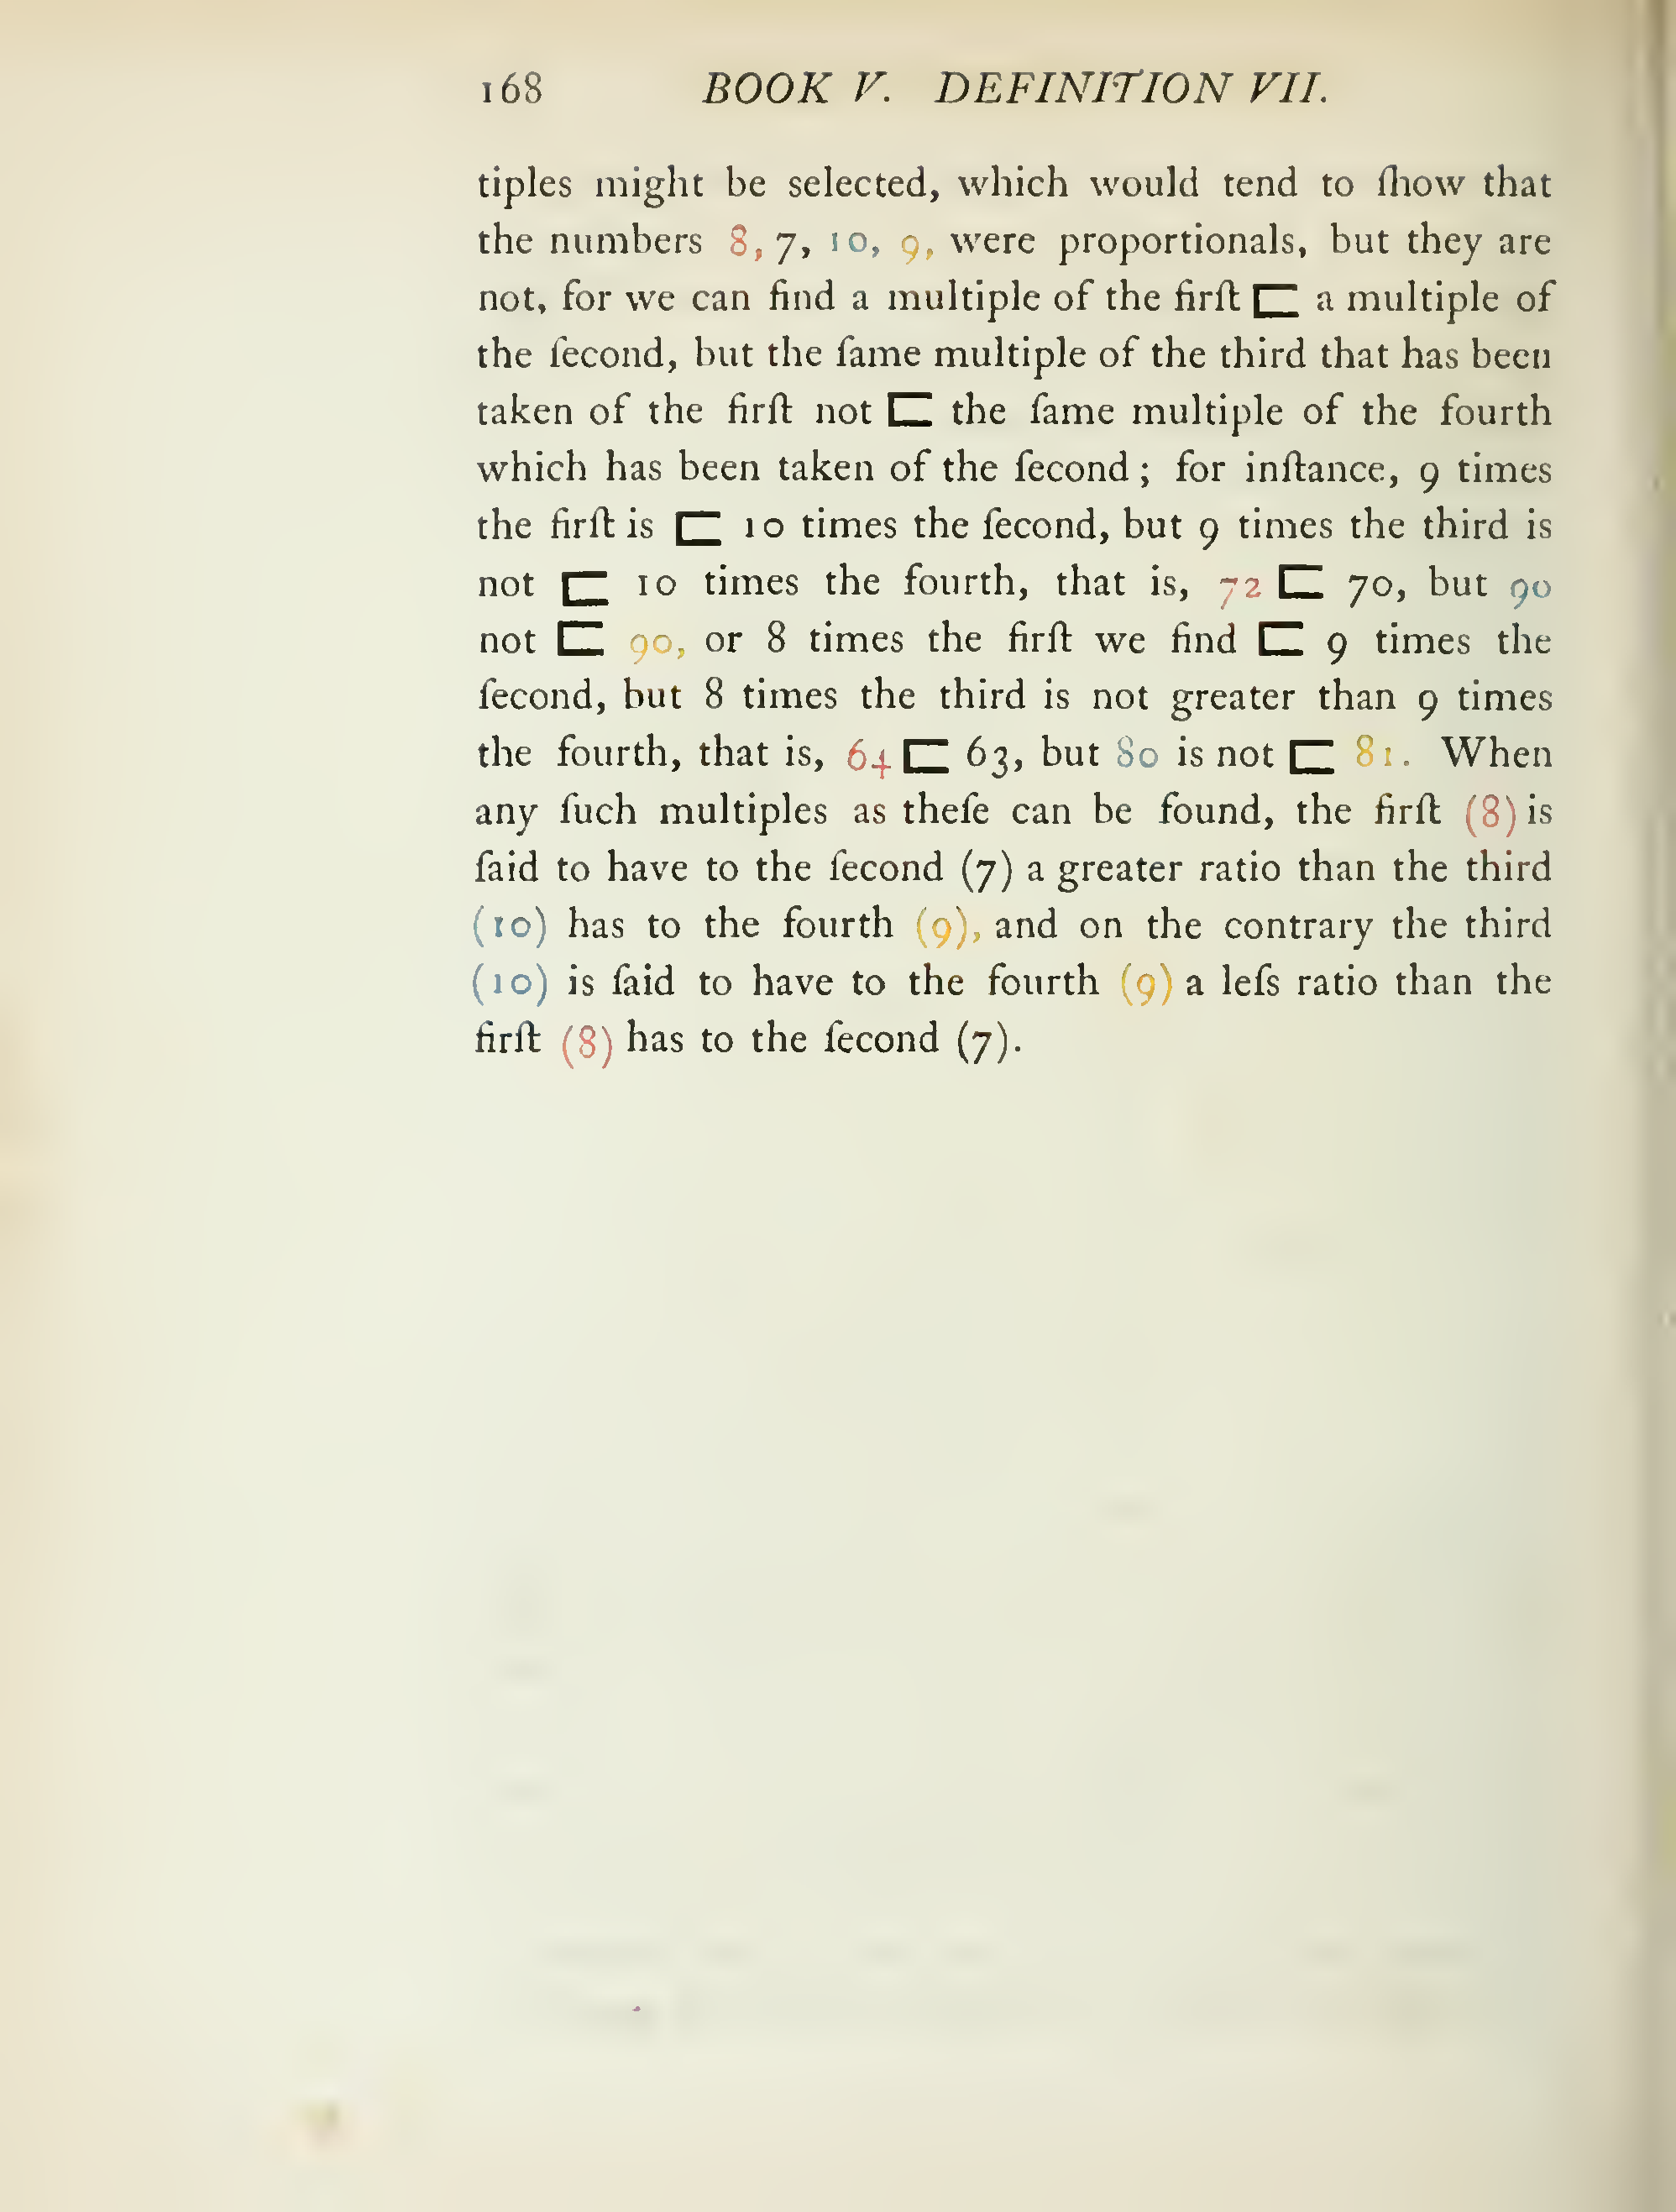 168 BOOK V. DEFINITION VII.
tiples might be selected, which would tend to ſhow that
the numbers 8, 7, 10, 9, were proportionals, but they are
not, for we can find a multiple of the firſt ⊏ a multiple of
the ſecond, but the ſame multiple of the third that has been
taken of the firſt not ⊏ the ſame multiple of the fourth
which has been taken of the ſecond; for inſtance, 9 times
the firſt is ⊏ 10 times the ſecond, but 9 times the third is
not ⊏ 10 times the fourth, that is, 72 ⊏ 70, but 90
not ⊏ 90, or 8 times the firſt we find ⊏ 9 times the
ſecond, but 8 times the third is not greater than 9 times
the fourth, that is, 64 ⊏ 63, but 80 is not ⊏ 81. When
any ſuch multiples as theſe can be found, the firſt (8) is
ſaid to have to the ſecond (7) a greater ratio than the third
(10) has to the fourth (9), and on the contrary the third
(10) is ſaid to have to the fourth (9) a leſs ratio than the
firſt (8) has to the ſecond (7).